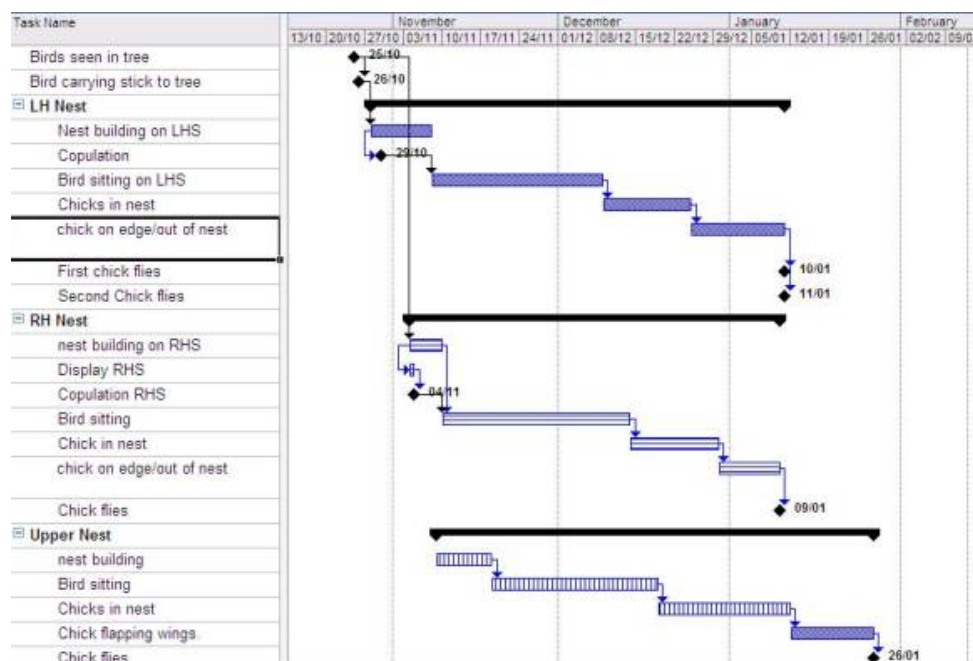 Task Name
November December January February
13/10 20/10 27/10 03/11 10/11 17/11 24/11 01/12 08/12 15/12 22/12 29/12 05/01 12/01 19/01 26/01 02/02 09/0
Birds seen in tree 25/10
Bird carrying stick to tree 26/10
LH Nest
Nest building on LHS
Copulation 29/10
Bird sitting on LHS
Chicks in nest
chick on edge/out of nest
First chick flies 10/01
Second Chick flies 11/01
RH Nest
nest building on RHS
Display RHS
Copulation RHS 04/11
Bird sitting
Chick in nest
chick on edge/out of nest
Chick flies 09/01
Upper Nest
nest building
Bird sitting
Chicks in nest
Chick flapping wings
Chick flies 26/01